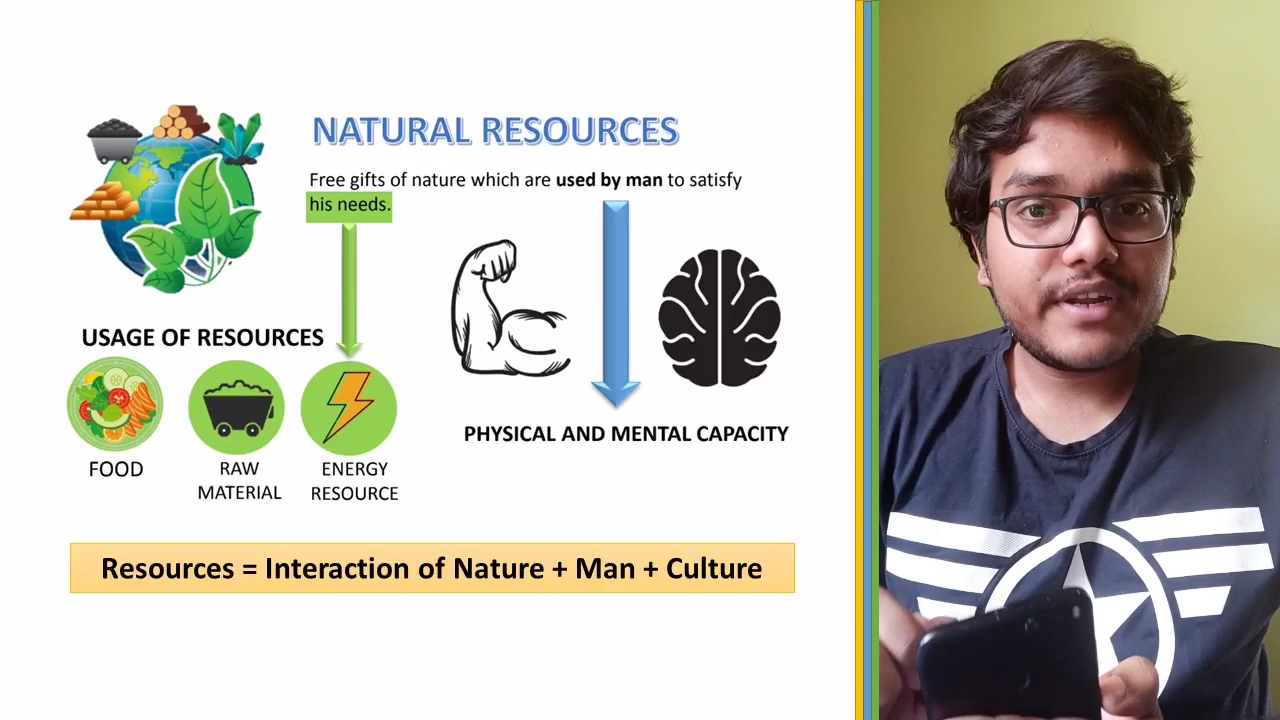 NATURAL RESOURCES
Free gifts of nature which are used by man to satisfy
his needs.
USAGE OF RESOURCES
FOOD
RAW
MATERIAL
ENERGY
RESOURCE
PHYSICAL AND MENTAL CAPACITY
Resources = Interaction of Nature + Man + Culture